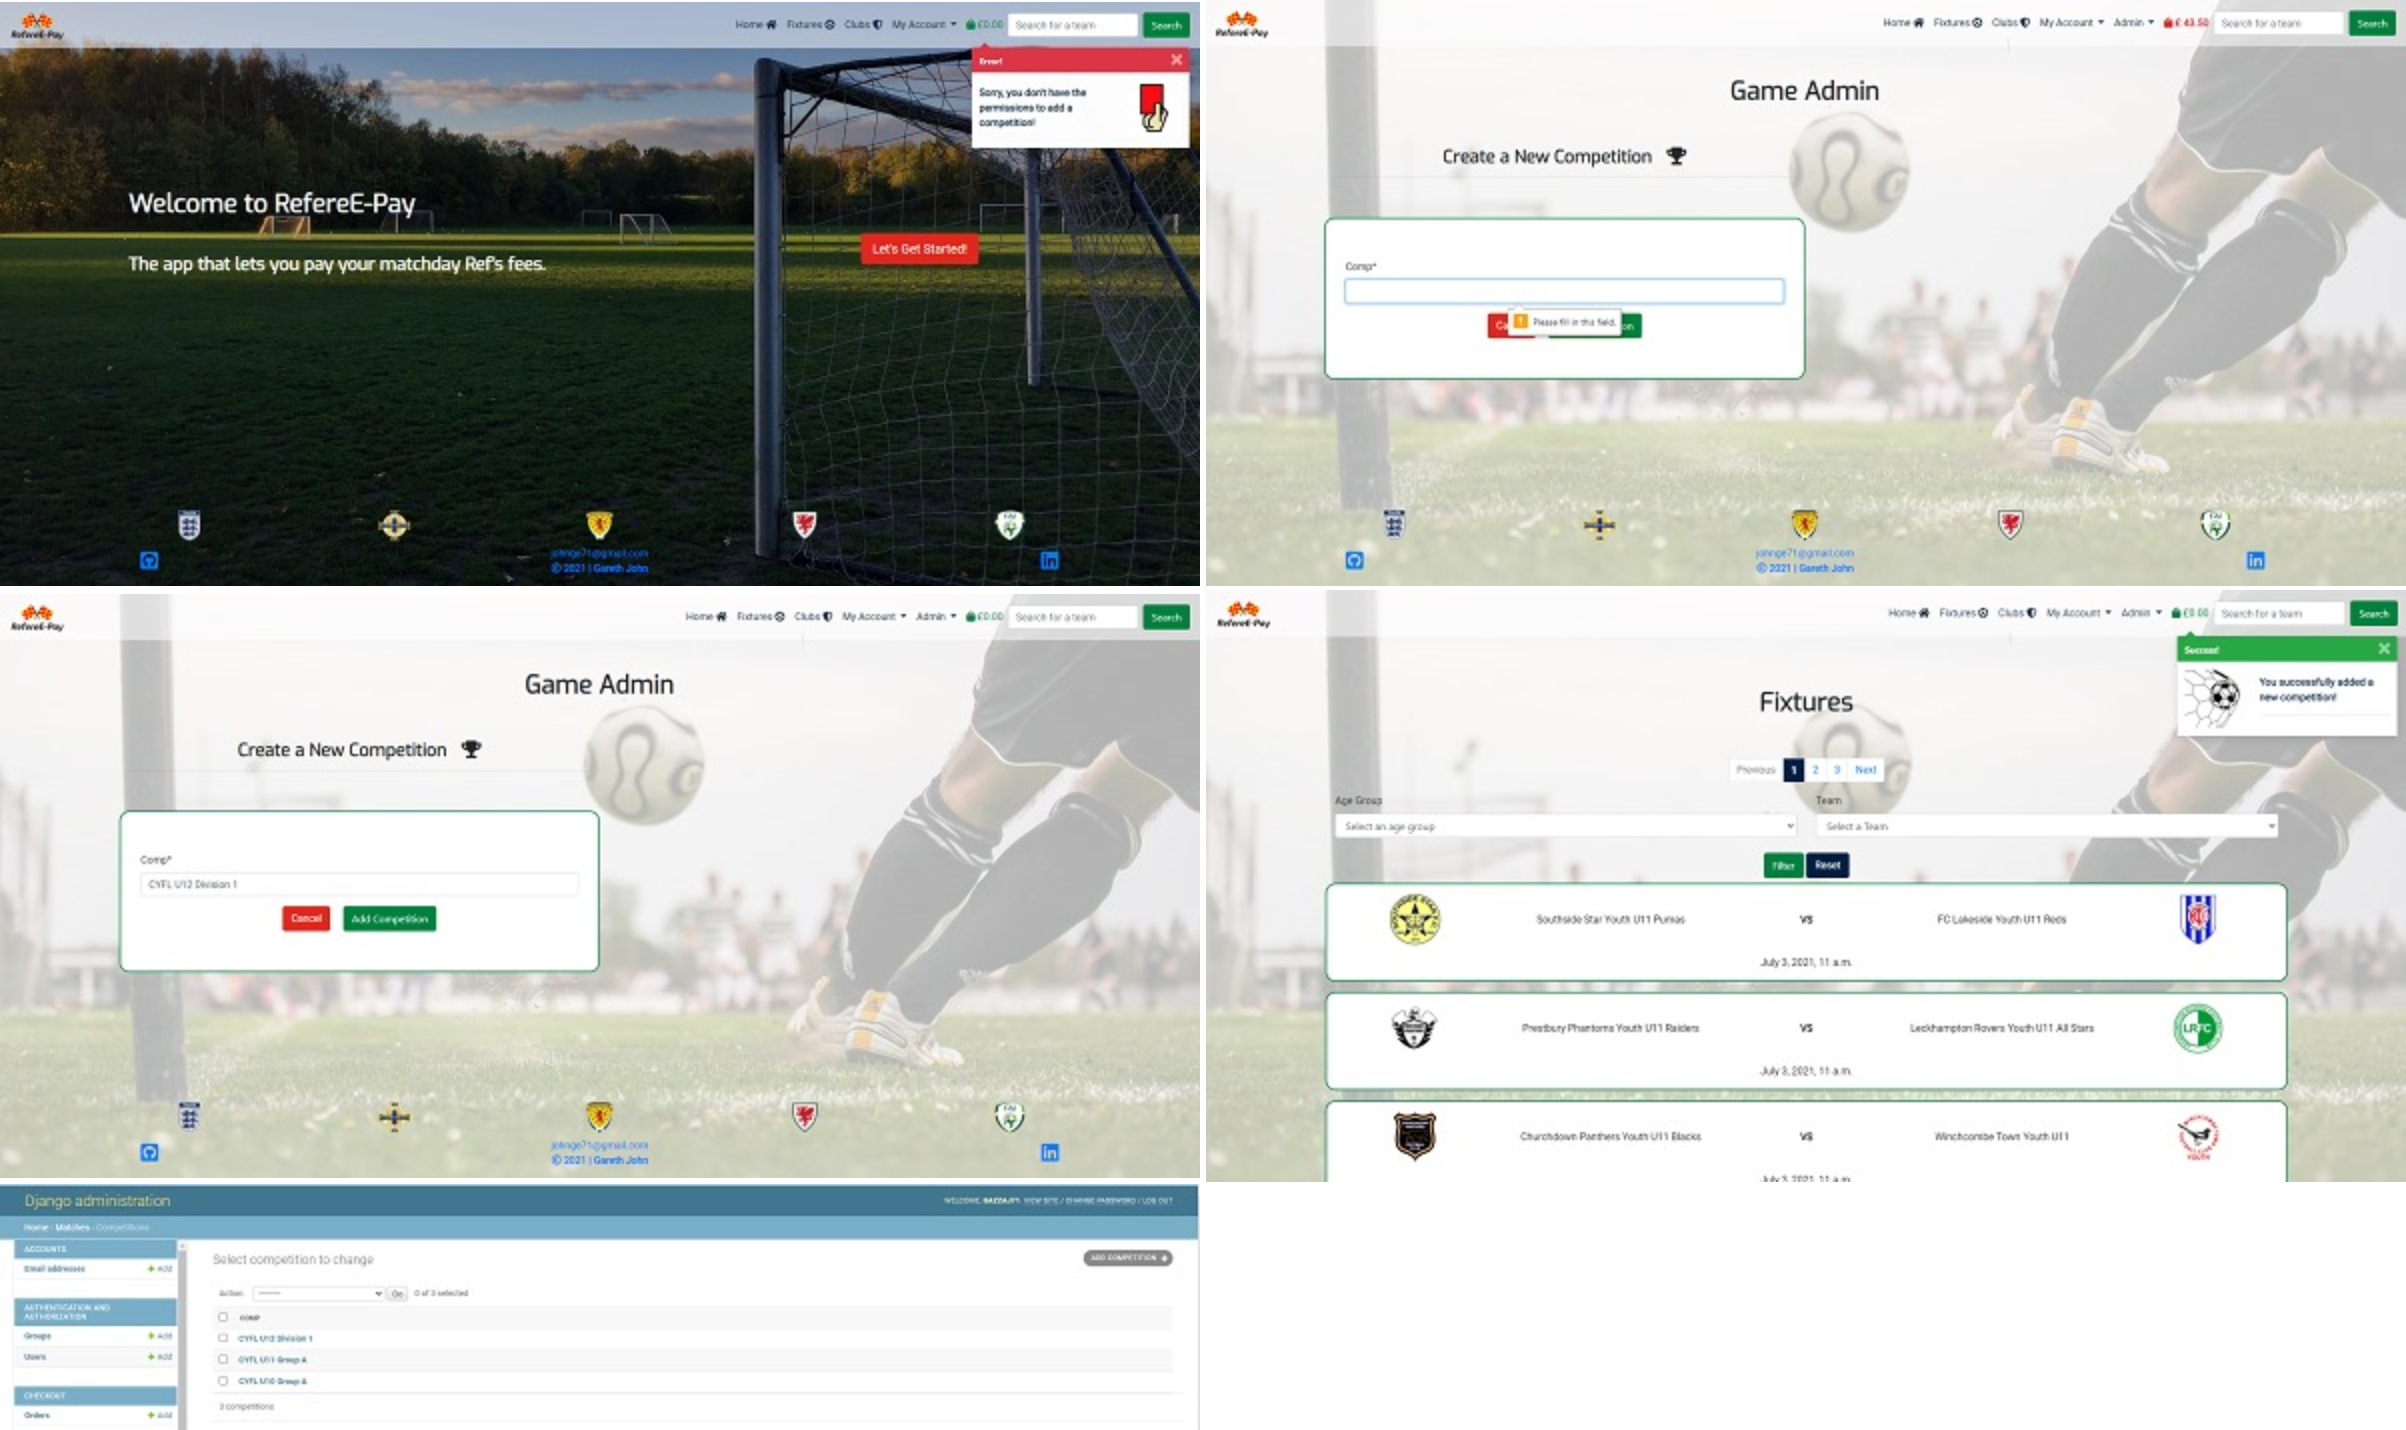 RefereE-Pay
Home Fixtures Clubs My Account £0.00 Search for a team Search
Error!
Sorry, you don't have the
permissions to add a
competition!
Welcome to RefereE-Pay
The app that lets you pay your matchday Ref's fees.
Let's Get Started!
johnge71@gmail.com
© 2021 | Gareth John
RefereE-Pay
Home Fixtures Clubs My Account Admin £ 43.50 Search for a team Search
Game Admin
Create a New Competition
Comp*
Please fill in this field.
johnge71@gmail.com
© 2021 | Gareth John
RefereE-Pay
Home Fixtures Clubs My Account Admin £0.00 Search for a team Search
Game Admin
Create a New Competition
Comp*
CYFL U12 Division 1
Cancel Add Competition
johnge71@gmail.com
© 2021 | Gareth John
RefereE-Pay
Home Fixtures Clubs My Account Admin £0.00 Search for a team Search
Success!
You successfully added a
new competition!
Fixtures
Previous 1 2 3 Next
Age Group Team
Select an age group Select a Team
Filter Reset
Southside Star Youth U11 Pumas VS FC Lakeside Youth U11 Reds
July 3, 2021, 11 a.m.
Prestbury Phantoms Youth U11 Raiders VS Leckhampton Rovers Youth U11 All Stars
LRFC
July 3, 2021, 11 a.m.
Churchdown Panthers Youth U11 Blacks VS Winchcombe Town Youth U11
July 3, 2021, 11 a.m.
Django administration
WELCOME, GAZZAJ71. VIEW SITE / CHANGE PASSWORD / LOG OUT
Home › Matches › Competitions
ACCOUNTS
Email addresses + Add
AUTHENTICATION AND
AUTHORIZATION
Groups + Add
Users + Add
CHECKOUT
Orders + Add
Select competition to change
ADD COMPETITION +
Action: --------- Go 0 of 3 selected
COMP
CYFL U12 Division 1
CYFL U11 Group A
CYFL U10 Group A
3 competitions